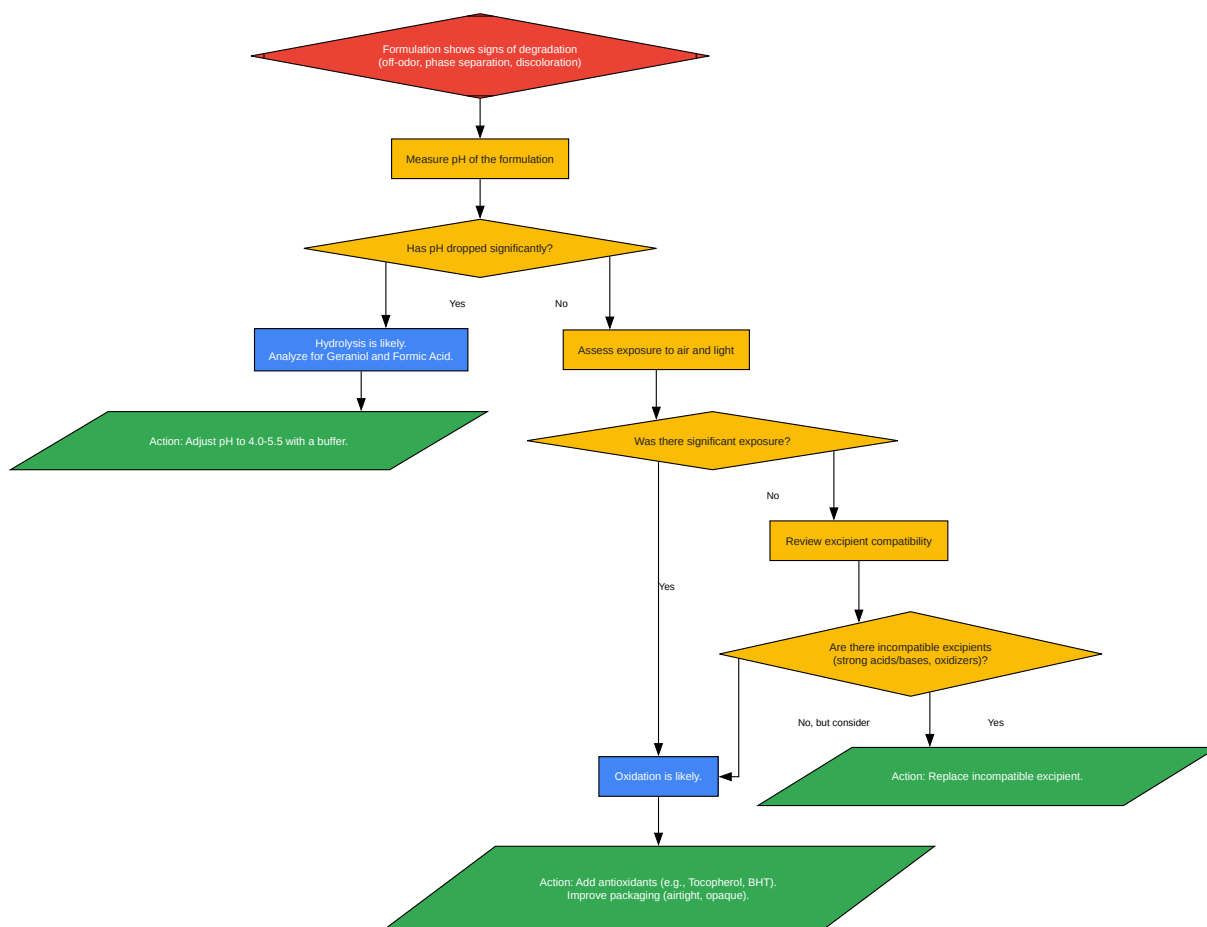 Formulation shows signs of degradation
(off-odor, phase separation, discoloration)
Measure pH of the formulation
Has pH dropped significantly?
Yes
No
Hydrolysis is likely.
Analyze for Geraniol and Formic Acid.
Assess exposure to air and light
Action: Adjust pH to 4.0-5.5 with a buffer.
Was there significant exposure?
No
Review excipient compatibility
Yes
Are there incompatible excipients
(strong acids/bases, oxidizers)?
No, but consider
Yes
Oxidation is likely.
Action: Replace incompatible excipient.
Action: Add antioxidants (e.g., Tocopherol, BHT).
Improve packaging (airtight, opaque).